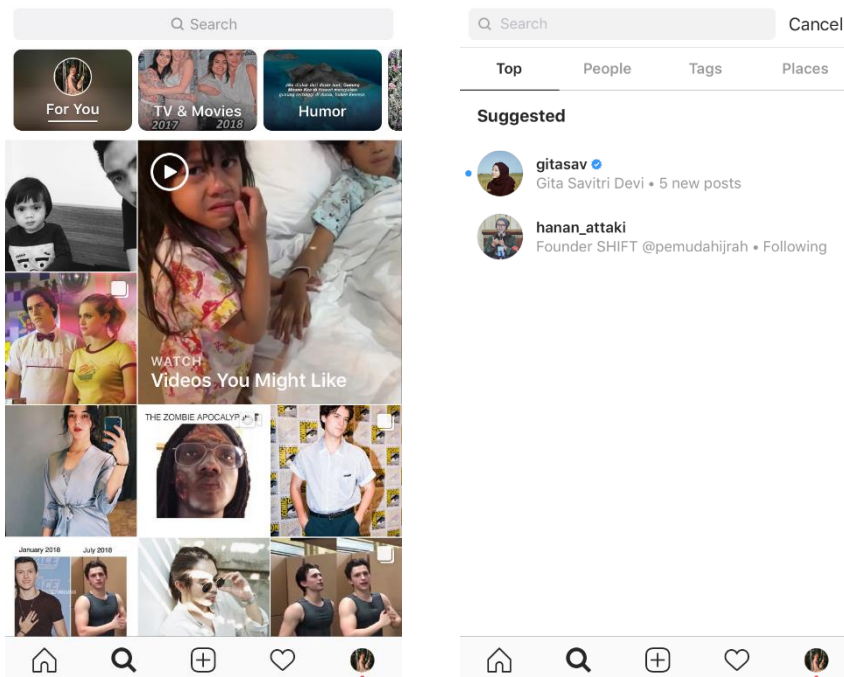 Search
For You
TV & Movies
2017 2018
Humor
WATCH
Videos You Might Like
THE ZOMBIE
January 2018 July 2018
Search Cancel
Top People Tags Places
Suggested
gitasav
Gita Savitri Devi • 5 new posts
hanan_attaki
Founder SHIFT @pemudahijrah • Following